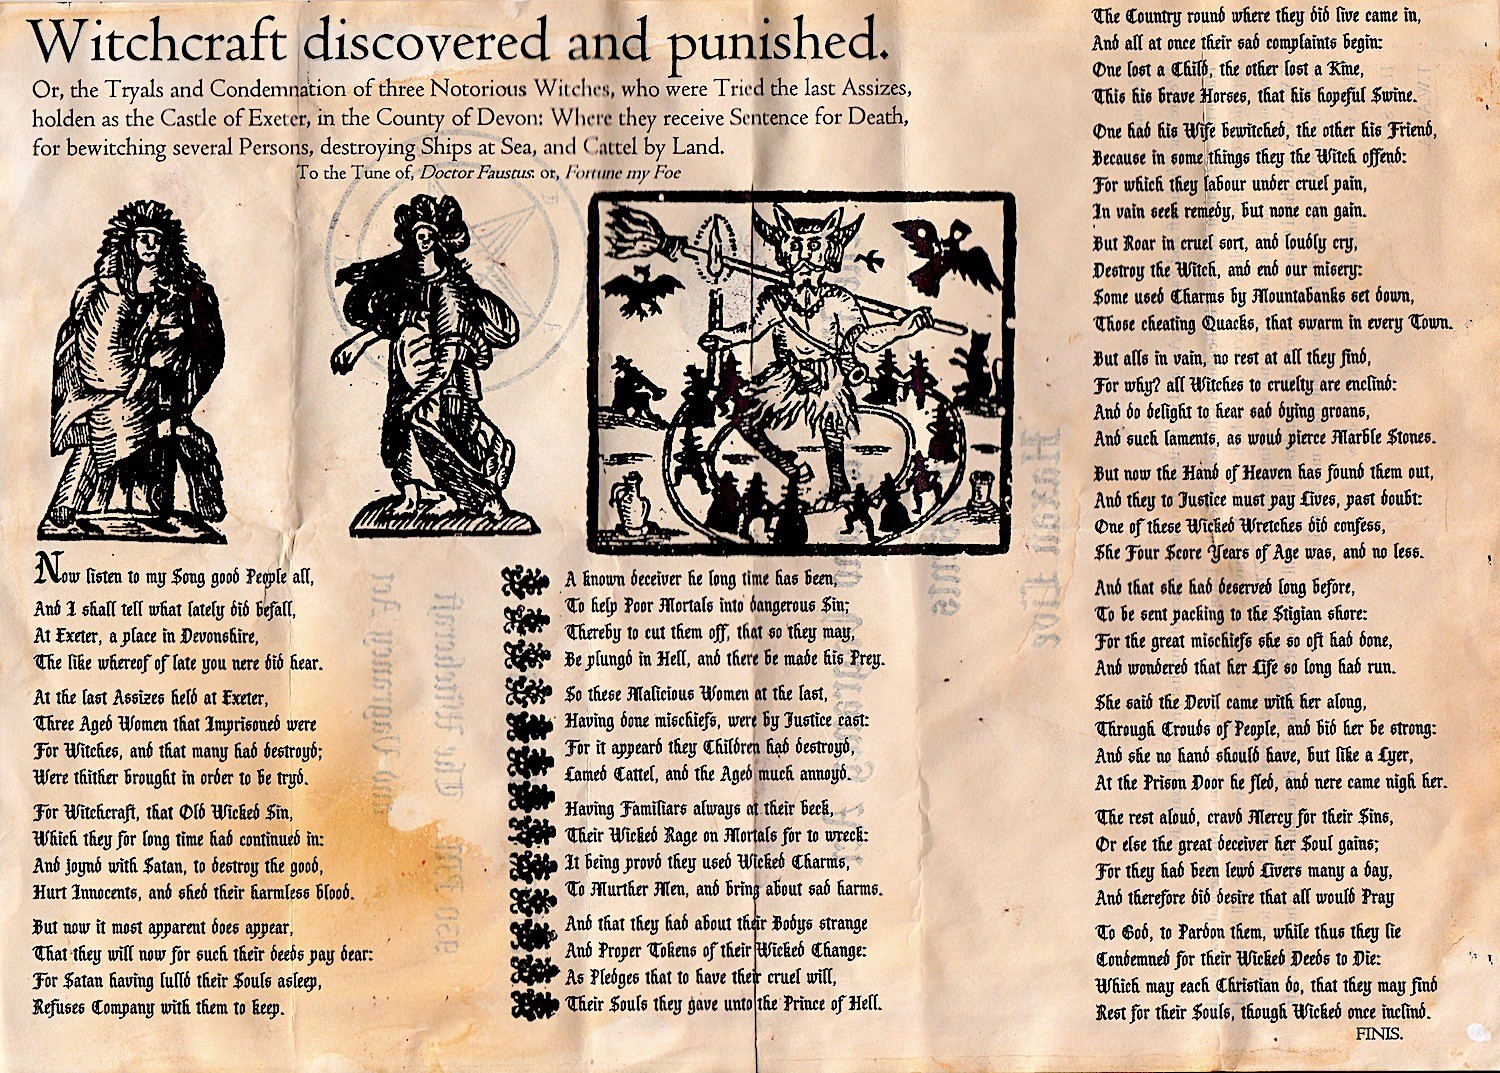 Witchcraft discovered and punished.
Or, the Tryals and Condemnation of three Notorious Witches, who were Tried the last Assizes,
holden as the Castle of Exeter, in the County of Devon: Where they receive Sentence for Death,
for bewitching several Persons, destroying Ships at Sea, and Cattel by Land.
To the Tune of, Doctor Faustus: or, Fortune my Foe
Now listen to my Song good People all,
And I shall tell what lately did befall,
At Exeter, a place in Devonshire,
The like whereof of late you nere did hear.
At the last Assizes held at Exeter,
Three Aged Women that Imprisoned were
For Witches, and that many had destroyd;
Were thither brought in order to be tryd.
For Witchcraft, that Old Wicked Sin,
Which they for long time had continued in:
And joynd with Satan, to destroy the good,
Hurt Innocents, and shed their harmless blood.
But now it most apparent does appear,
That they will now for such their deeds pay dear:
For Satan having lulld their Souls asleep,
Refuses Company with them to keep.
A known deceiver he long time has been,
To help Poor Mortals into dangerous Sin;
Thereby to cut them off, that so they may,
Be plungd in Hell, and there be made his Prey.
So these Malicious Women at the last,
Having done mischiefs, were by Justice cast:
For it appeard they Children had destroyd,
Lamed Cattel, and the Aged much annoyd.
Having Familiars always at their beck,
Their Wicked Rage on Mortals for to wreck:
It being provd they used Wicked Charms,
To Murther Men, and bring about sad harms.
And that they had about their Bodys strange
And Proper Tokens of their Wicked Change:
As Pledges that to have their cruel will,
Their Souls they gave unto the Prince of Hell.
The Country round where they did live came in,
And all at once their sad complaints begin:
One lost a Child, the other lost a Kine,
This his brave Horses, that his hopeful Swine.
One had his Wife bewitched, the other his Friend,
Because in some things they the Witch offend:
For which they labour under cruel pain,
In vain seek remedy, but none can gain.
But Roar in cruel sort, and loudly cry,
Destroy the Witch, and end our misery:
Some used Charms by Mountabanks set down,
Those cheating Quacks, that swarm in every Town.
But alls in vain, no rest at all they find,
For why? all Witches to cruelty are enclind:
And do delight to hear sad dying groans,
And such laments, as woud pierce Marble Stones.
But now the Hand of Heaven has found them out,
And they to Justice must pay Lives, past doubt:
One of these Wicked Wretches did confess,
She Four Score Years of Age was, and no less.
And that she had deserved long before,
To be sent packing to the Stigian shore:
For the great mischiefs she so oft had done,
And wondered that her Life so long had run.
She said the Devil came with her along,
Through Crouds of People, and bid her be strong:
And she no hand should have, but like a Lyer,
At the Prison Door he fled, and nere came nigh her.
The rest aloud, cravd Mercy for their Sins,
Or else the great deceiver her Soul gains;
For they had been lewd Livers many a day,
And therefore did desire that all would Pray
To God, to Pardon them, while thus they lie
Condemned for their Wicked Deeds to Die:
Which may each Christian do, that they may find
Rest for their Souls, though Wicked once inclind.
FINIS.